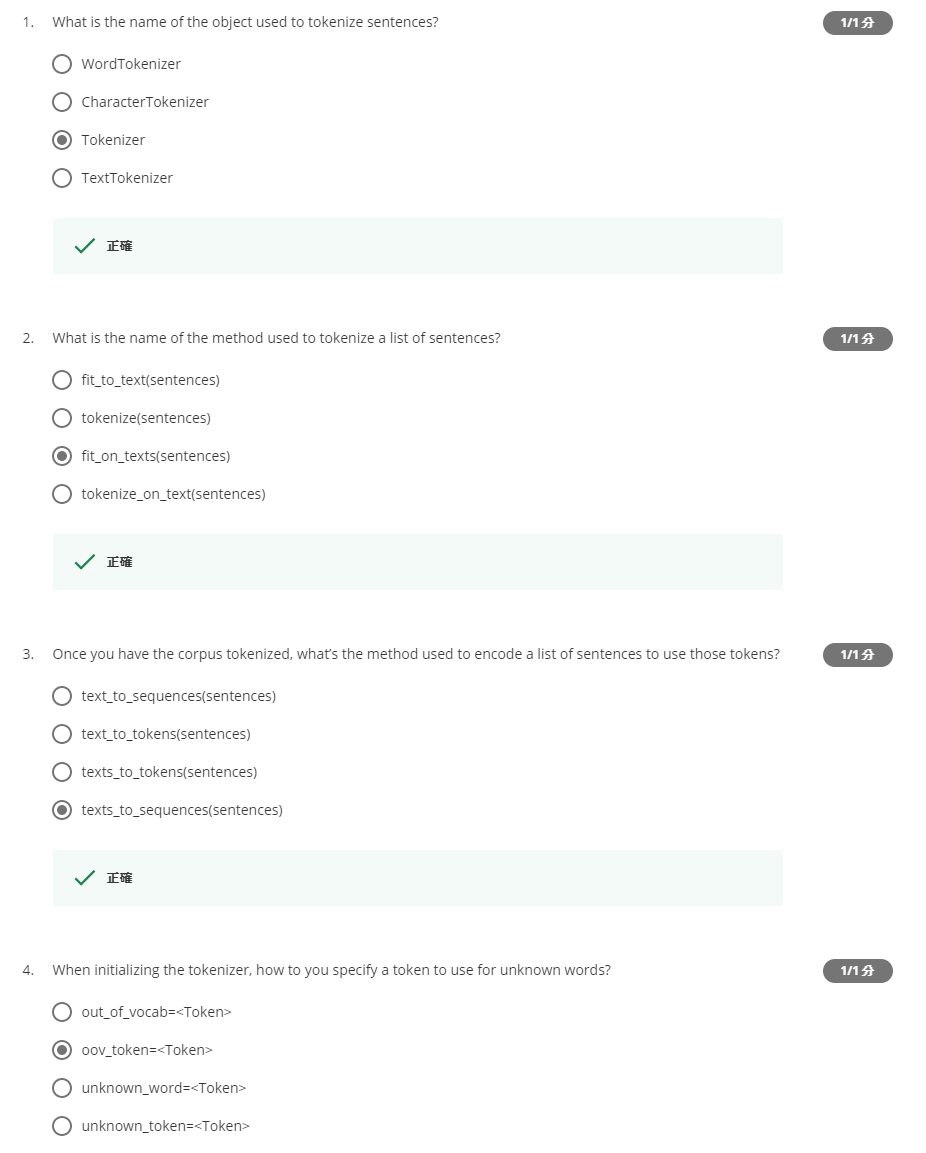 1. What is the name of the object used to tokenize sentences? 1/1 分
WordTokenizer
CharacterTokenizer
Tokenizer
TextTokenizer
正確
2. What is the name of the method used to tokenize a list of sentences? 1/1 分
fit_to_text(sentences)
tokenize(sentences)
fit_on_texts(sentences)
tokenize_on_text(sentences)
正確
3. Once you have the corpus tokenized, what's the method used to encode a list of sentences to use those tokens? 1/1 分
text_to_sequences(sentences)
text_to_tokens(sentences)
texts_to_tokens(sentences)
texts_to_sequences(sentences)
正確
4. When initializing the tokenizer, how to you specify a token to use for unknown words? 1/1 分
out_of_vocab=<Token>
oov_token=<Token>
unknown_word=<Token>
unknown_token=<Token>